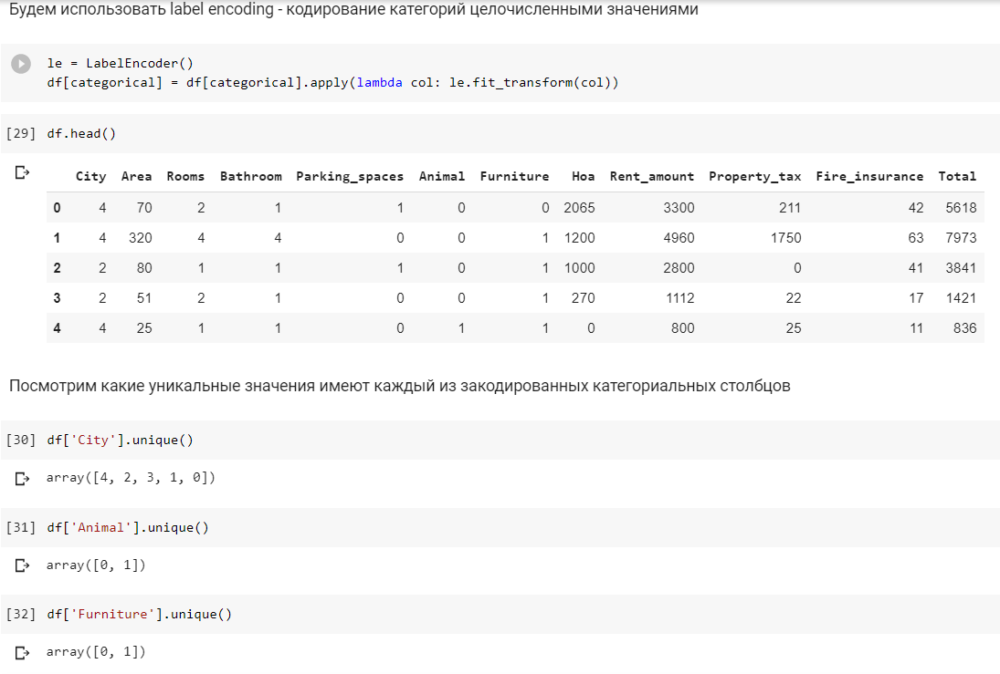 Будем использовать label encoding - кодирование категорий целочисленными значениями
le = LabelEncoder()
df[categorical] = df[categorical].apply(lambda col: le.fit_transform(col))
[29] df.head()
City Area Rooms Bathroom Parking_spaces Animal Furniture Hoa Rent_amount Property_tax Fire_insurance Total
0 4 70 2 1 1 0 0 2065 3300 211 42 5618
1 4 320 4 4 0 0 1 1200 4960 1750 63 7973
2 2 80 1 1 1 0 1 1000 2800 0 41 3841
3 2 51 2 1 0 0 1 270 1112 22 17 1421
4 4 25 1 1 0 1 1 0 800 25 11 836
Посмотрим какие уникальные значения имеют каждый из закодированных категориальных столбцов
[30] df['City'].unique()
array([4, 2, 3, 1, 0])
[31] df['Animal'].unique()
array([0, 1])
[32] df['Furniture'].unique()
array([0, 1])